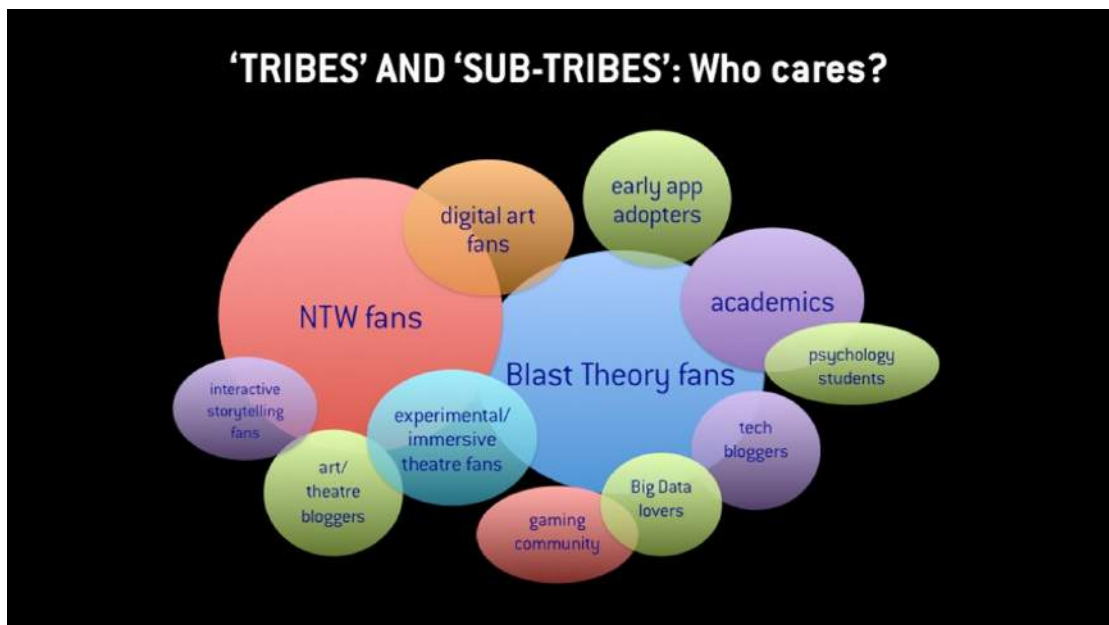 ‘TRIBES’ AND ‘SUB-TRIBES’: Who cares?
early app
adopters
digital art
fans
academics
NTW fans
psychology
students
Blast Theory fans
interactive
storytelling
fans
experimental/
immersive
theatre fans
tech
bloggers
art/
theatre
bloggers
Big Data
lovers
gaming
community